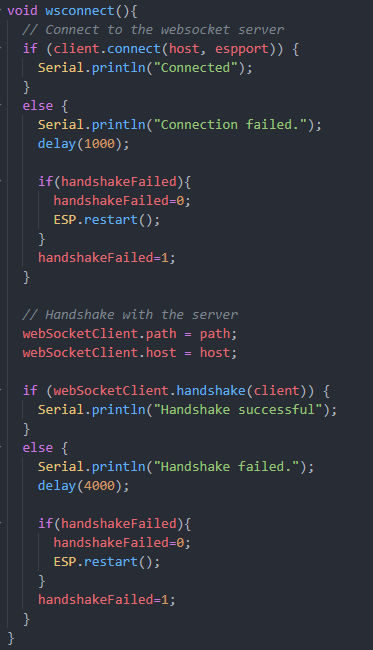 void wsconnect(){
  // Connect to the websocket server
  if (client.connect(host, espport)) {
    Serial.println("Connected");
  }
  else {
    Serial.println("Connection failed.");
    delay(1000);

    if(handshakeFailed){
      handshakeFailed=0;
      ESP.restart();
    }
    handshakeFailed=1;
  }

  // Handshake with the server
  webSocketClient.path = path;
  webSocketClient.host = host;

  if (webSocketClient.handshake(client)) {
    Serial.println("Handshake successful");
  }
  else {
    Serial.println("Handshake failed.");
    delay(4000);

    if(handshakeFailed){
      handshakeFailed=0;
      ESP.restart();
    }
    handshakeFailed=1;
  }
}